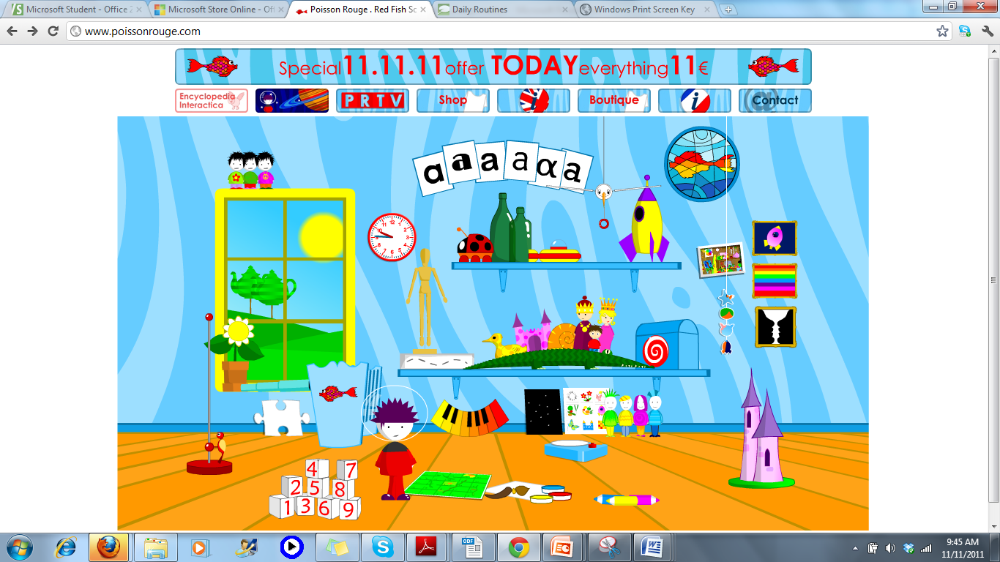 Microsoft Student - Office 2
Microsoft Store Online - Off
Poisson Rouge . Red Fish Sc
Daily Routines
Windows Print Screen Key
www.poissonrouge.com
Special 11.11.11 offer TODAY everything 11€
Encyclopedia
Interactica
PRTV
Shop
i
Boutique
i
Contact
a a a a α a
12 1 2 3 4 5 6 7 8 9 10 11
4 7
2 5 8
1 3 6 9
ODF
W
9:45 AM
11/11/2011